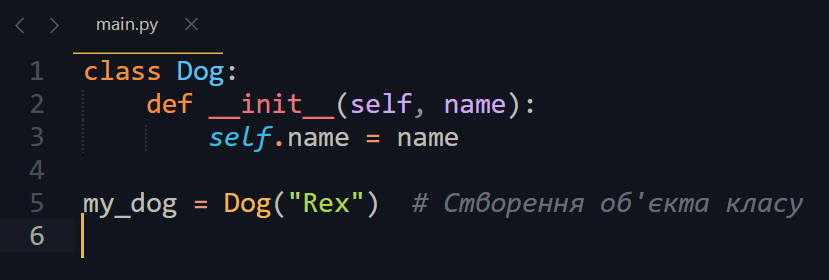 main.py
1 class Dog:
2     def __init__(self, name):
3         self.name = name
4
5 my_dog = Dog("Rex")  # Створення об'єкта класу
6